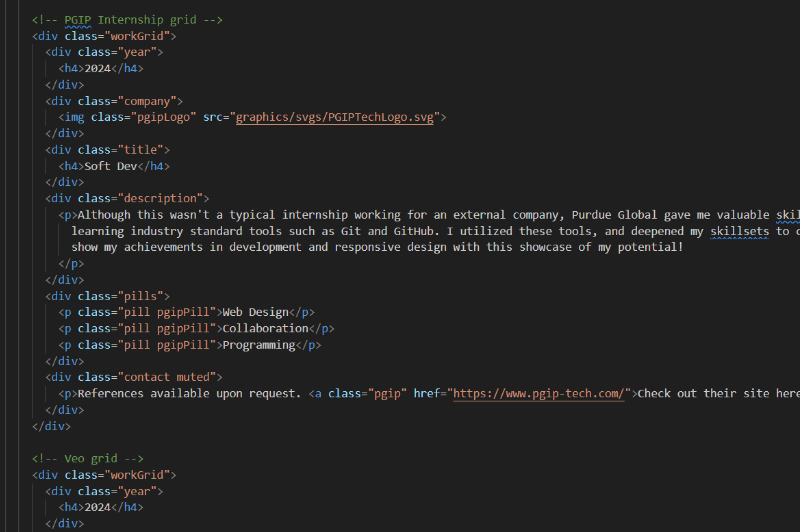 <!-- PGIP Internship grid -->
<div class="workGrid">
<div class="year">
<h4>2024</h4>
</div>
<div class="company">
<img class="pgipLogo" src="graphics/svgs/PGIPTechLogo.svg">
</div>
<div class="title">
<h4>Soft Dev</h4>
</div>
<div class="description">
<p>Although this wasn't a typical internship working for an external company, Purdue Global gave me valuable skil
learning industry standard tools such as Git and GitHub. I utilized these tools, and deepened my skillsets to c
show my achievements in development and responsive design with this showcase of my potential!
</p>
</div>
<div class="pills">
<p class="pill pgipPill">Web Design</p>
<p class="pill pgipPill">Collaboration</p>
<p class="pill pgipPill">Programming</p>
</div>
<div class="contact muted">
<p>References available upon request. <a class="pgip" href="https://www.pgip-tech.com/">Check out their site here
</div>
</div>
<!-- Veo grid -->
<div class="workGrid">
<div class="year">
<h4>2024</h4>
</div>